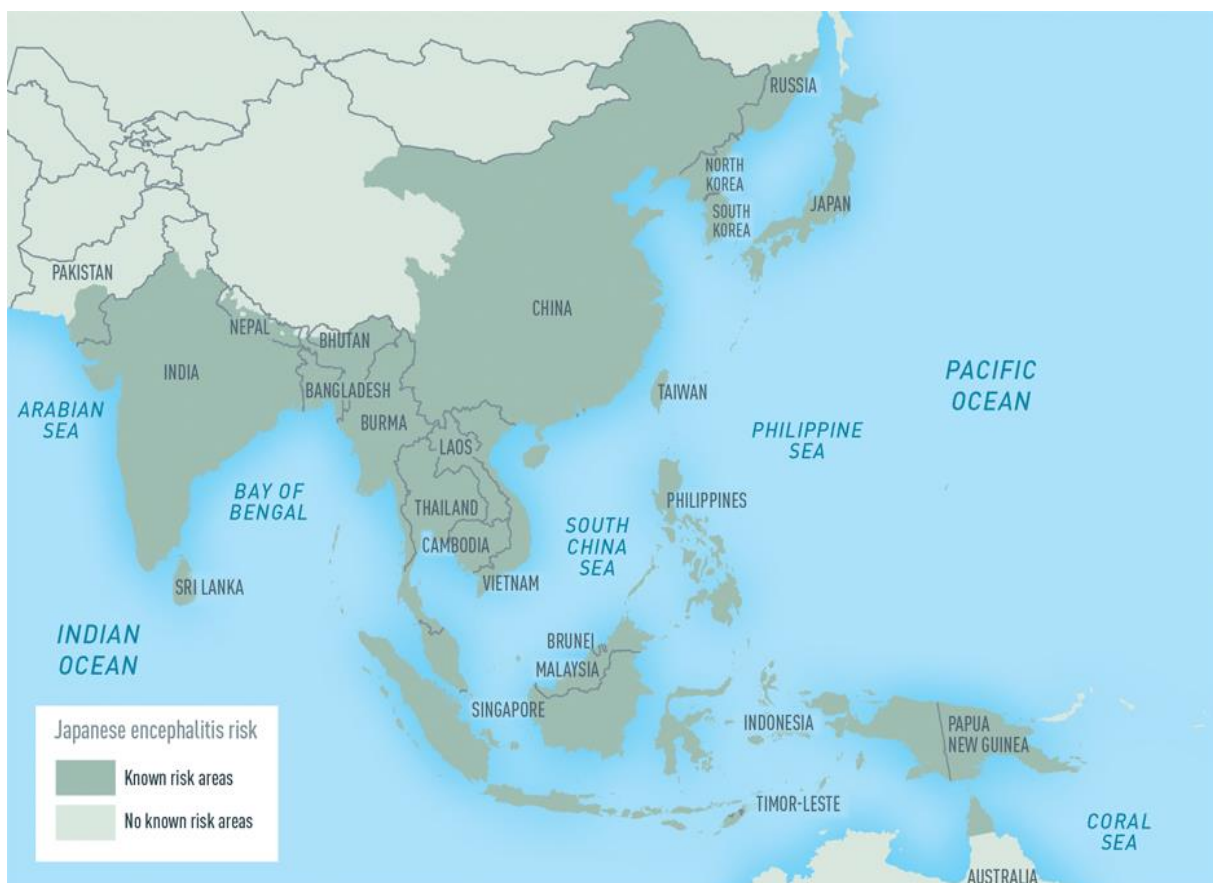 RUSSIA
NORTH
KOREA
SOUTH
KOREA
JAPAN
PAKISTAN
CHINA
NEPAL
BHUTAN
INDIA
BANGLADESH
BURMA
TAIWAN
PACIFIC
OCEAN
ARABIAN
SEA
PHILIPPINE
SEA
LAOS
BAY OF
BENGAL
THAILAND
PHILIPPINES
SOUTH
CHINA
SEA
CAMBODIA
VIETNAM
SRI LANKA
INDIAN
OCEAN
BRUNEI
MALAYSIA
SINGAPORE
INDONESIA
PAPUA
NEW GUINEA
TIMOR-LESTE
CORAL
SEA
AUSTRALIA
Japanese encephalitis risk
Known risk areas
No known risk areas